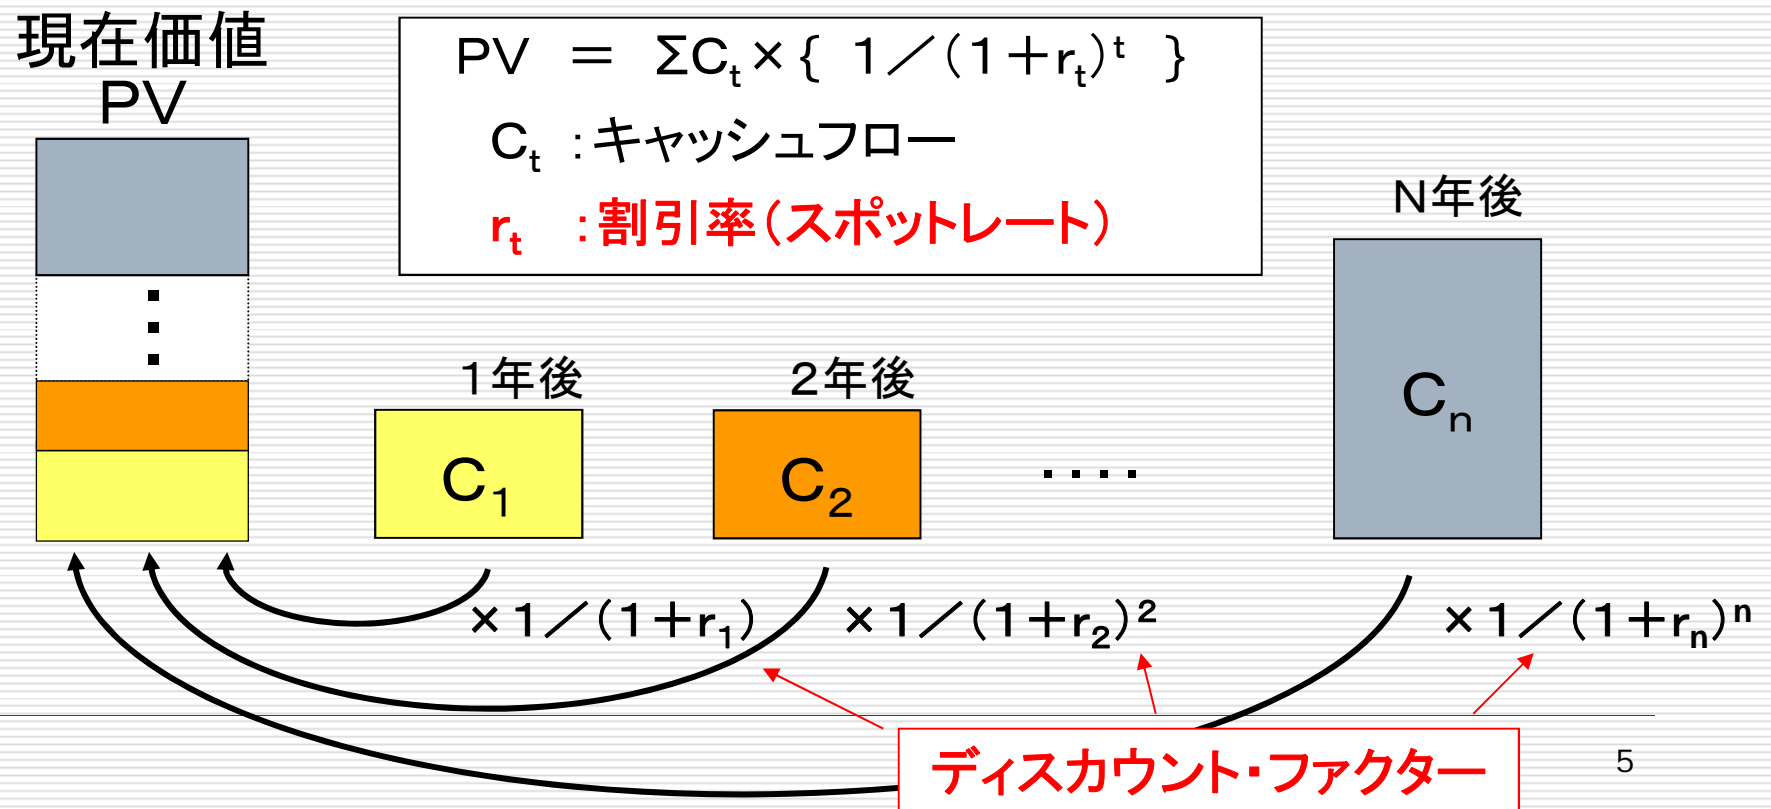 現在価値
PV
PV ＝ ΣCt×{ 1／(1＋rt)t }
Ct ：キャッシュフロー
rt ：割引率（スポットレート）
N年後
1年後
2年後
C1
C2
‥‥
Cn
×1／(1＋r1)
×1／(1＋r2)2
×1／(1＋rn)n
ディスカウント・ファクター
5